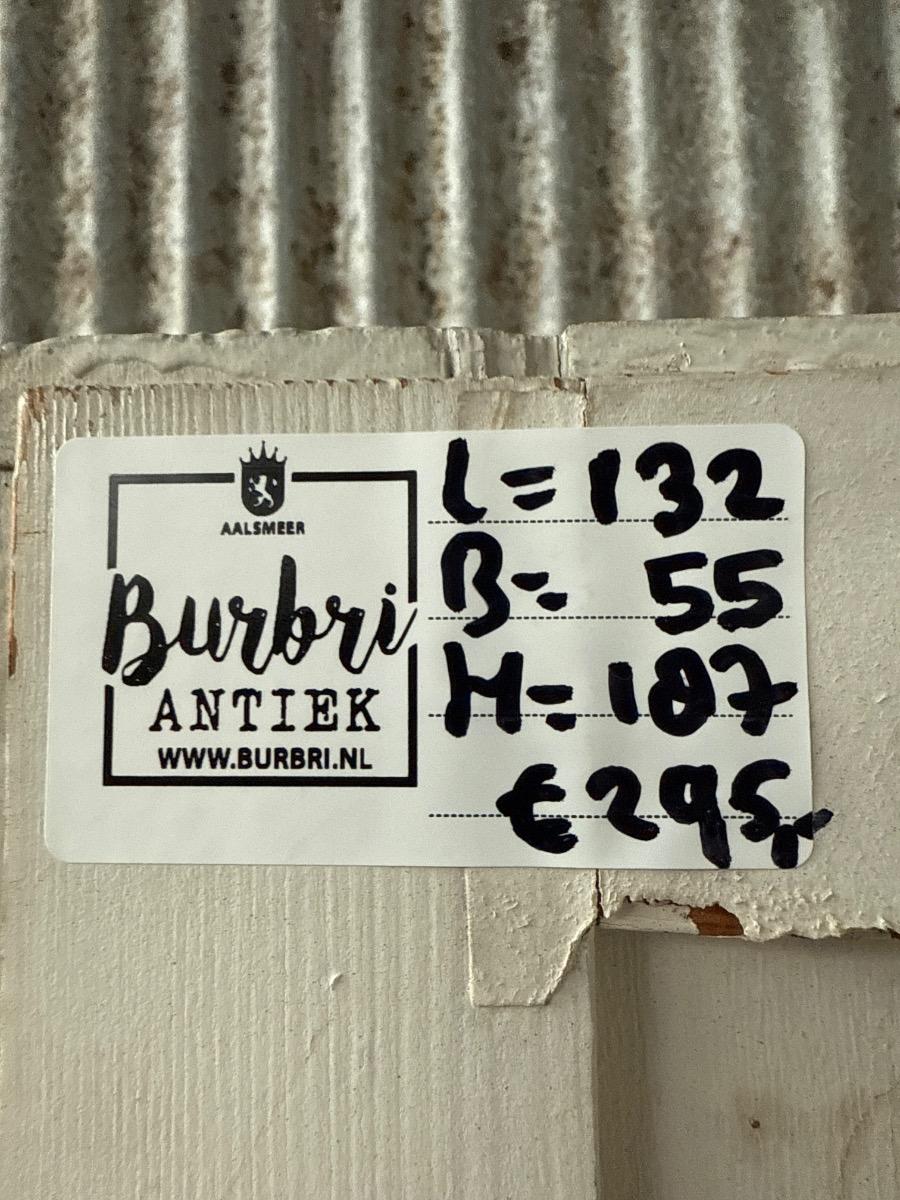 AALSMEER
Burbri
ANTIEK
WWW.BURBRI.NL
L=132
B= 55
H=187
€295,-